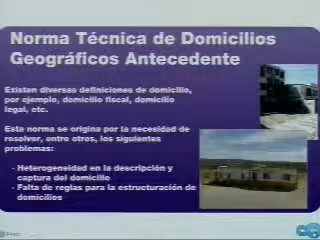 Norma Técnica de Domicilios
Geográficos Antecedente
Existen diversas definiciones de domicilio,
por ejemplo, domicilio fiscal, domicilio
legal, etc.
Esta norma se origina por la necesidad de
resolver, entre otros, los siguientes
problemas:
- Heterogeneidad en la descripción y
captura del domicilio
- Falta de reglas para la estructuración de
domicilios